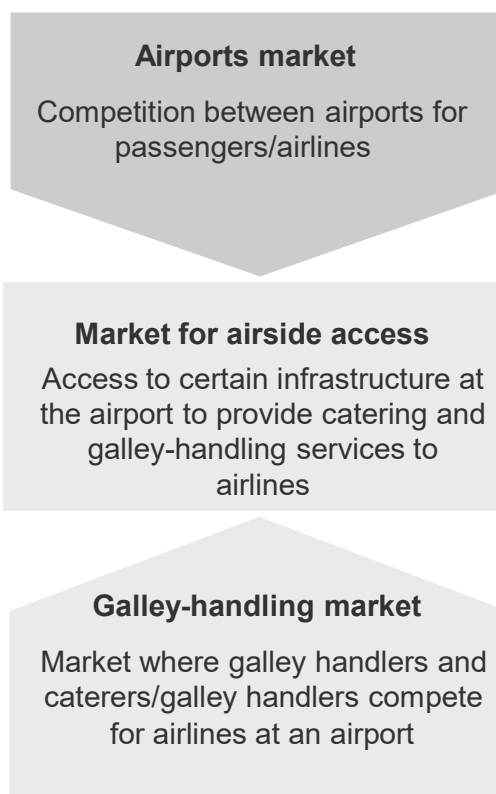 Airports market
Competition between airports for
passengers/airlines
Market for airside access
Access to certain infrastructure at
the airport to provide catering and
galley-handling services to
airlines
Galley-handling market
Market where galley handlers and
caterers/galley handlers compete
for airlines at an airport